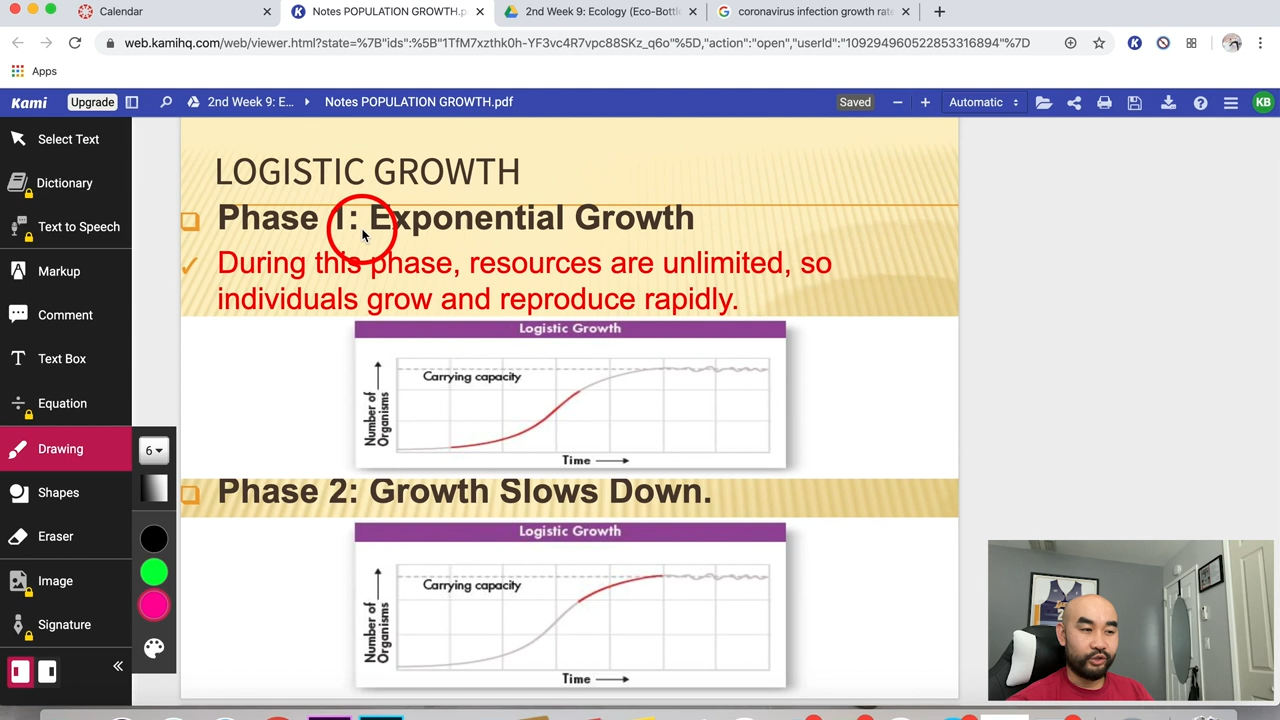 Calendar
Notes POPULATION GROWTH.p
2nd Week 9: Ecology (Eco-Bottl
coronavirus infection growth rate
web.kamihq.com/web/viewer.html?state=%7B"ids"%5B"1TfM7xzthk0h-YF3vc4R7vpc88SKz_q6o"%5D,"action":"open","userId":"109294960522853316894"%7D
Apps
Kami
Upgrade
2nd Week 9: E...
Notes POPULATION GROWTH.pdf
Saved
Automatic
KB
Select Text
Dictionary
Text to Speech
Markup
Comment
Text Box
Equation
Drawing
Shapes
Eraser
Image
Signature
6
LOGISTIC GROWTH
Phase 1: Exponential Growth
During this phase, resources are unlimited, so
individuals grow and reproduce rapidly.
Logistic Growth
Carrying capacity
Number of
Organisms
Time
Phase 2: Growth Slows Down.
Logistic Growth
Carrying capacity
Number of
Organisms
Time